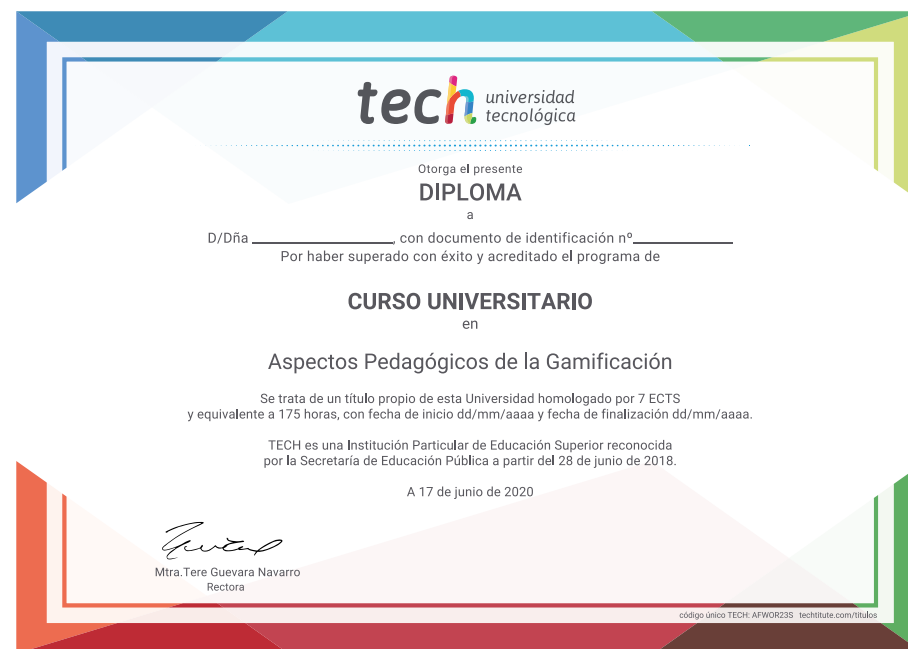 tech universidad
tecnológica
Otorga el presente
DIPLOMA
a
D/Dña ____________________, con documento de identificación nº______________
Por haber superado con éxito y acreditado el programa de
CURSO UNIVERSITARIO
en
Aspectos Pedagógicos de la Gamificación
Se trata de un título propio de esta Universidad homologado por 7 ECTS
y equivalente a 175 horas, con fecha de inicio dd/mm/aaaa y fecha de finalización dd/mm/aaaa.
TECH es una Institución Particular de Educación Superior reconocida
por la Secretaría de Educación Pública a partir del 28 de junio de 2018.
A 17 de junio de 2020
Mtra.Tere Guevara Navarro
Rectora
código único TECH: AFWOR23S techtitute.com/titulos